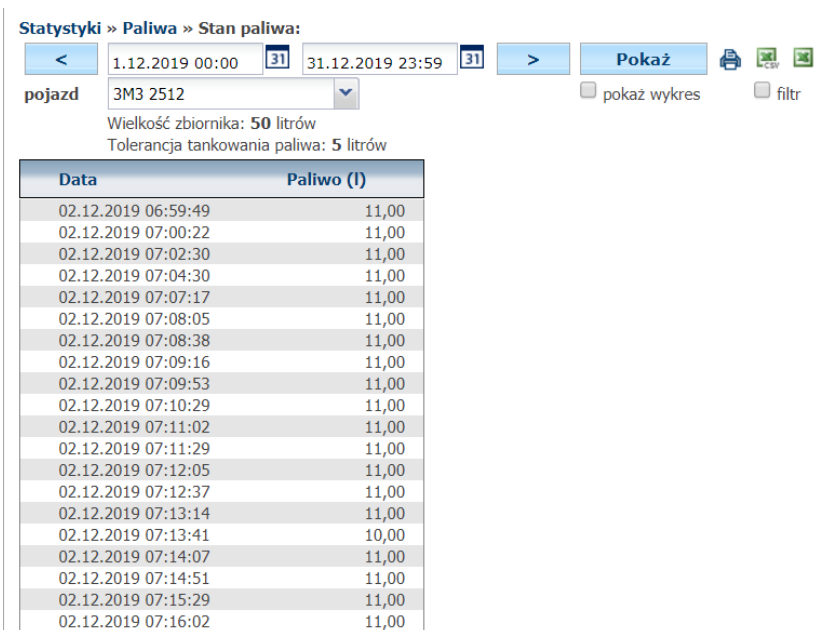 Statystyki » Paliwa » Stan paliwa:
< 1.12.2019 00:00 31 31.12.2019 23:59 31 > Pokaż CSV
pojazd 3M3 2512 pokaż wykres filtr
Wielkość zbiornika: 50 litrów
Tolerancja tankowania paliwa: 5 litrów
Data Paliwo (l)
02.12.2019 06:59:49 11,00
02.12.2019 07:00:22 11,00
02.12.2019 07:02:30 11,00
02.12.2019 07:04:30 11,00
02.12.2019 07:07:17 11,00
02.12.2019 07:08:05 11,00
02.12.2019 07:08:38 11,00
02.12.2019 07:09:16 11,00
02.12.2019 07:09:53 11,00
02.12.2019 07:10:29 11,00
02.12.2019 07:11:02 11,00
02.12.2019 07:11:29 11,00
02.12.2019 07:12:05 11,00
02.12.2019 07:12:37 11,00
02.12.2019 07:13:14 11,00
02.12.2019 07:13:41 10,00
02.12.2019 07:14:07 11,00
02.12.2019 07:14:51 11,00
02.12.2019 07:15:29 11,00
02.12.2019 07:16:02 11,00